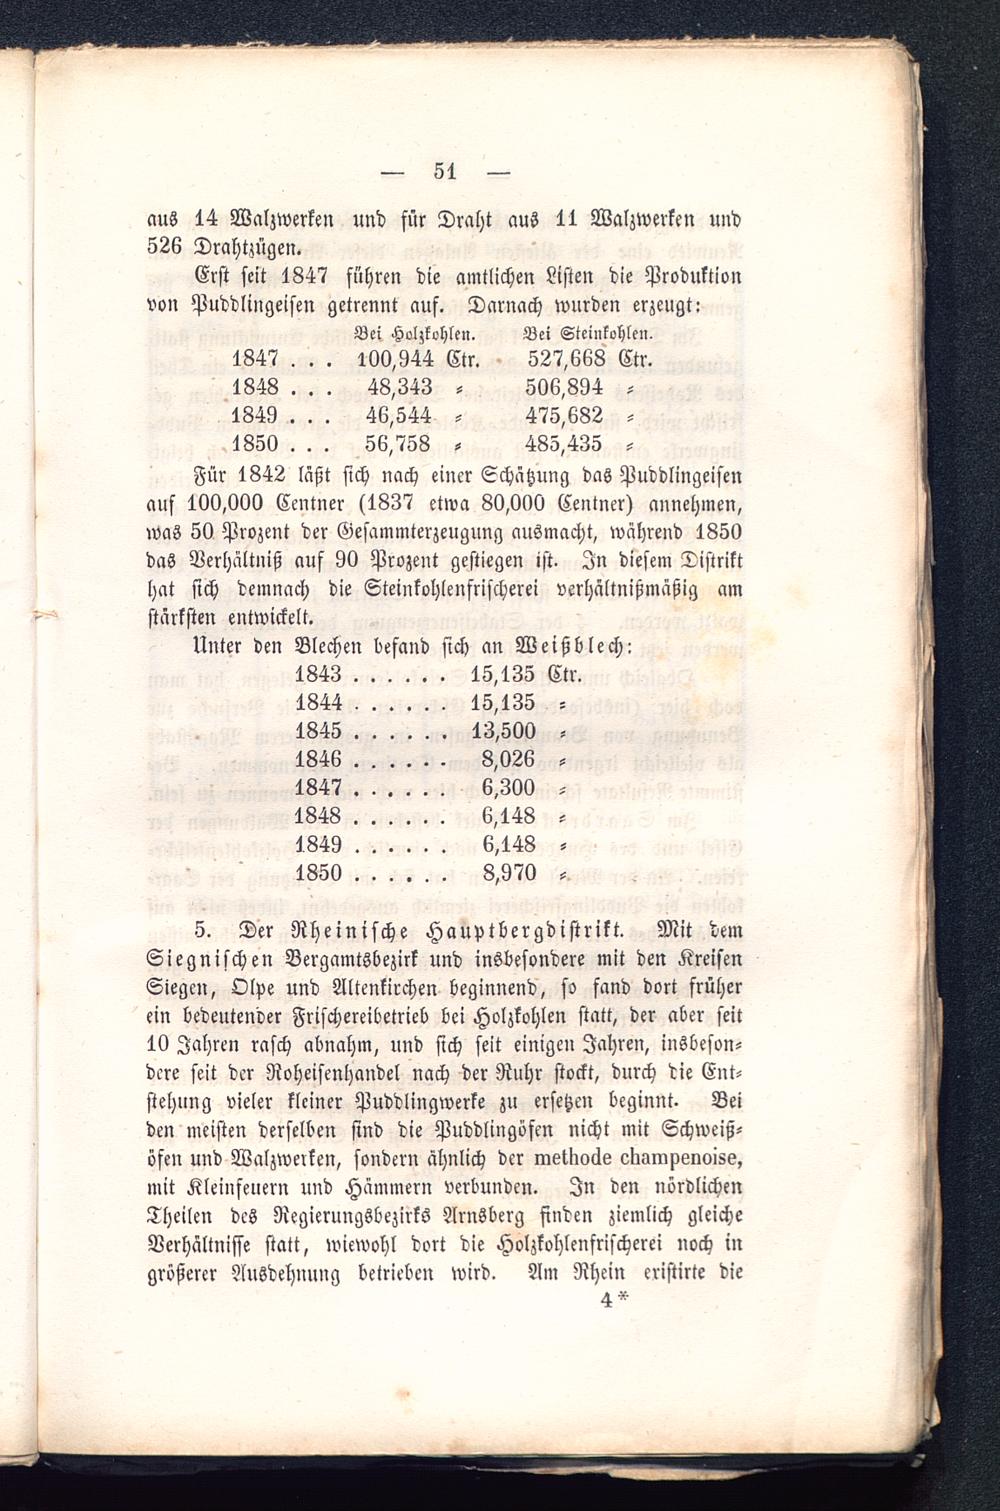 — 51 —
aus 14 Walzwerken und für Draht aus 11 Walzwerken und
526 Drahtzügen.
Erst seit 1847 führen die amtlichen Listen die Produktion
von Puddlingeisen getrennt auf. Darnach wurden erzeugt:
Bei Holzkohlen. Bei Steinkohlen.
1847 . . . 100,944 Ctr. 527,668 Ctr.
1848 . . . 48,343 = 506,894 =
1849 . . . 46,544 = 475,682 =
1850 . . . 56,758 = 485,435 =
Für 1842 läßt sich nach einer Schätzung das Puddlingeisen
auf 100,000 Centner (1837 etwa 80,000 Centner) annehmen,
was 50 Prozent der Gesammterzeugung ausmacht, während 1850
das Verhältniß auf 90 Prozent gestiegen ist. In diesem Distrikt
hat sich demnach die Steinkohlenfrischerei verhältnißmäßig am
stärksten entwickelt.
Unter den Blechen befand sich an Weißblech:
1843 . . . . . . 15,135 Ctr.
1844 . . . . . . 15,135 =
1845 . . . . . . 13,500 =
1846 . . . . . . 8,026 =
1847 . . . . . . 6,300 =
1848 . . . . . . 6,148 =
1849 . . . . . . 6,148 =
1850 . . . . . . 8,970 =
5. Der Rheinische Hauptbergdistrikt. Mit dem
Siegnischen Bergamtsbezirk und insbesondere mit den Kreisen
Siegen, Olpe und Altenkirchen beginnend, so fand dort früher
ein bedeutender Frischereibetrieb bei Holzkohlen statt, der aber seit
10 Jahren rasch abnahm, und sich seit einigen Jahren, insbeson=
dere seit der Roheisenhandel nach der Ruhr stockt, durch die Ent=
stehung vieler kleiner Puddlingwerke zu ersetzen beginnt. Bei
den meisten derselben sind die Puddlingöfen nicht mit Schweiß=
öfen und Walzwerken, sondern ähnlich der methode champenoise,
mit Kleinfeuern und Hämmern verbunden. In den nördlichen
Theilen des Regierungsbezirks Arnsberg finden ziemlich gleiche
Verhältnisse statt, wiewohl dort die Holzkohlenfrischerei noch in
größerer Ausdehnung betrieben wird. Am Rhein existirte die
4*